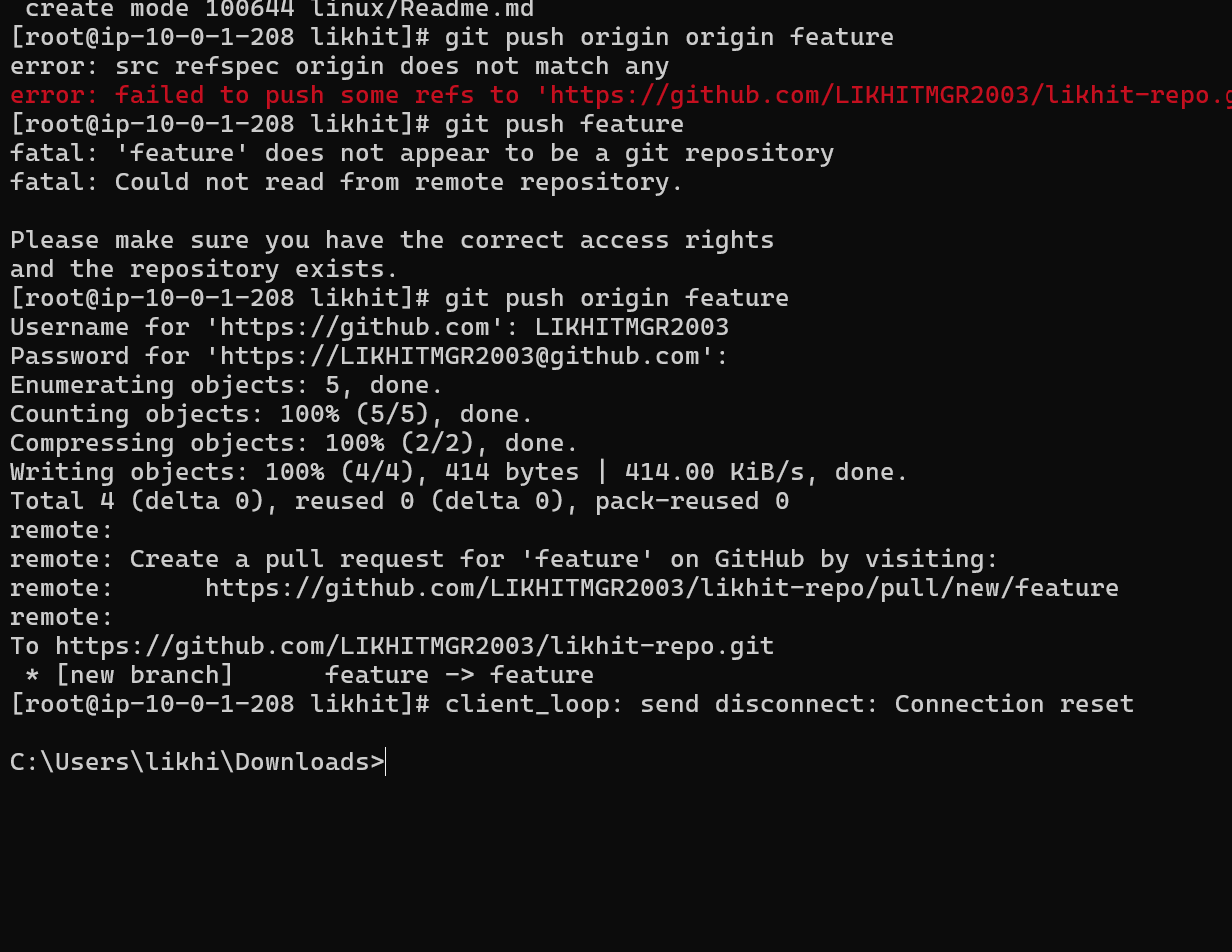 create mode 100644 linux/Readme.md
[root@ip-10-0-1-208 likhit]# git push origin origin feature
error: src refspec origin does not match any
error: failed to push some refs to 'https://github.com/LIKHITMGR2003/likhit-repo.g
[root@ip-10-0-1-208 likhit]# git push feature
fatal: 'feature' does not appear to be a git repository
fatal: Could not read from remote repository.

Please make sure you have the correct access rights
and the repository exists.
[root@ip-10-0-1-208 likhit]# git push origin feature
Username for 'https://github.com': LIKHITMGR2003
Password for 'https://LIKHITMGR2003@github.com':
Enumerating objects: 5, done.
Counting objects: 100% (5/5), done.
Compressing objects: 100% (2/2), done.
Writing objects: 100% (4/4), 414 bytes | 414.00 KiB/s, done.
Total 4 (delta 0), reused 0 (delta 0), pack-reused 0
remote:
remote: Create a pull request for 'feature' on GitHub by visiting:
remote:      https://github.com/LIKHITMGR2003/likhit-repo/pull/new/feature
remote:
To https://github.com/LIKHITMGR2003/likhit-repo.git
 * [new branch]      feature -> feature
[root@ip-10-0-1-208 likhit]# client_loop: send disconnect: Connection reset

C:\Users\likhi\Downloads>